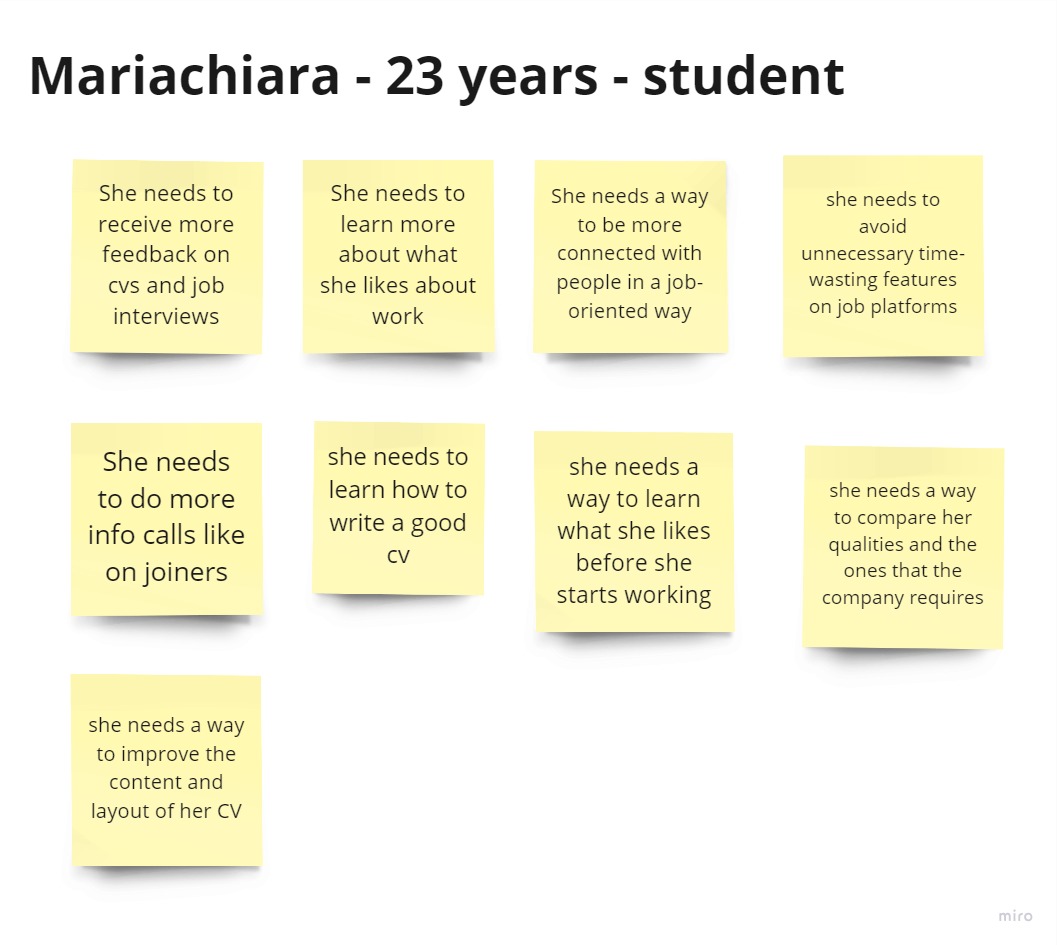 Mariachiara - 23 years - student
She needs to
receive more
feedback on
cvs and job
interviews
She needs to
learn more
about what
she likes about
work
She needs a way
to be more
connected with
people in a job-
oriented way
she needs to
avoid
unnecessary time-
wasting features
on job platforms
She needs
to do more
info calls like
on joiners
she needs to
learn how to
write a good
cv
she needs a
way to learn
what she likes
before she
starts working
she needs a way
to compare her
qualities and the
ones that the
company requires
she needs a way
to improve the
content and
layout of her CV
miro